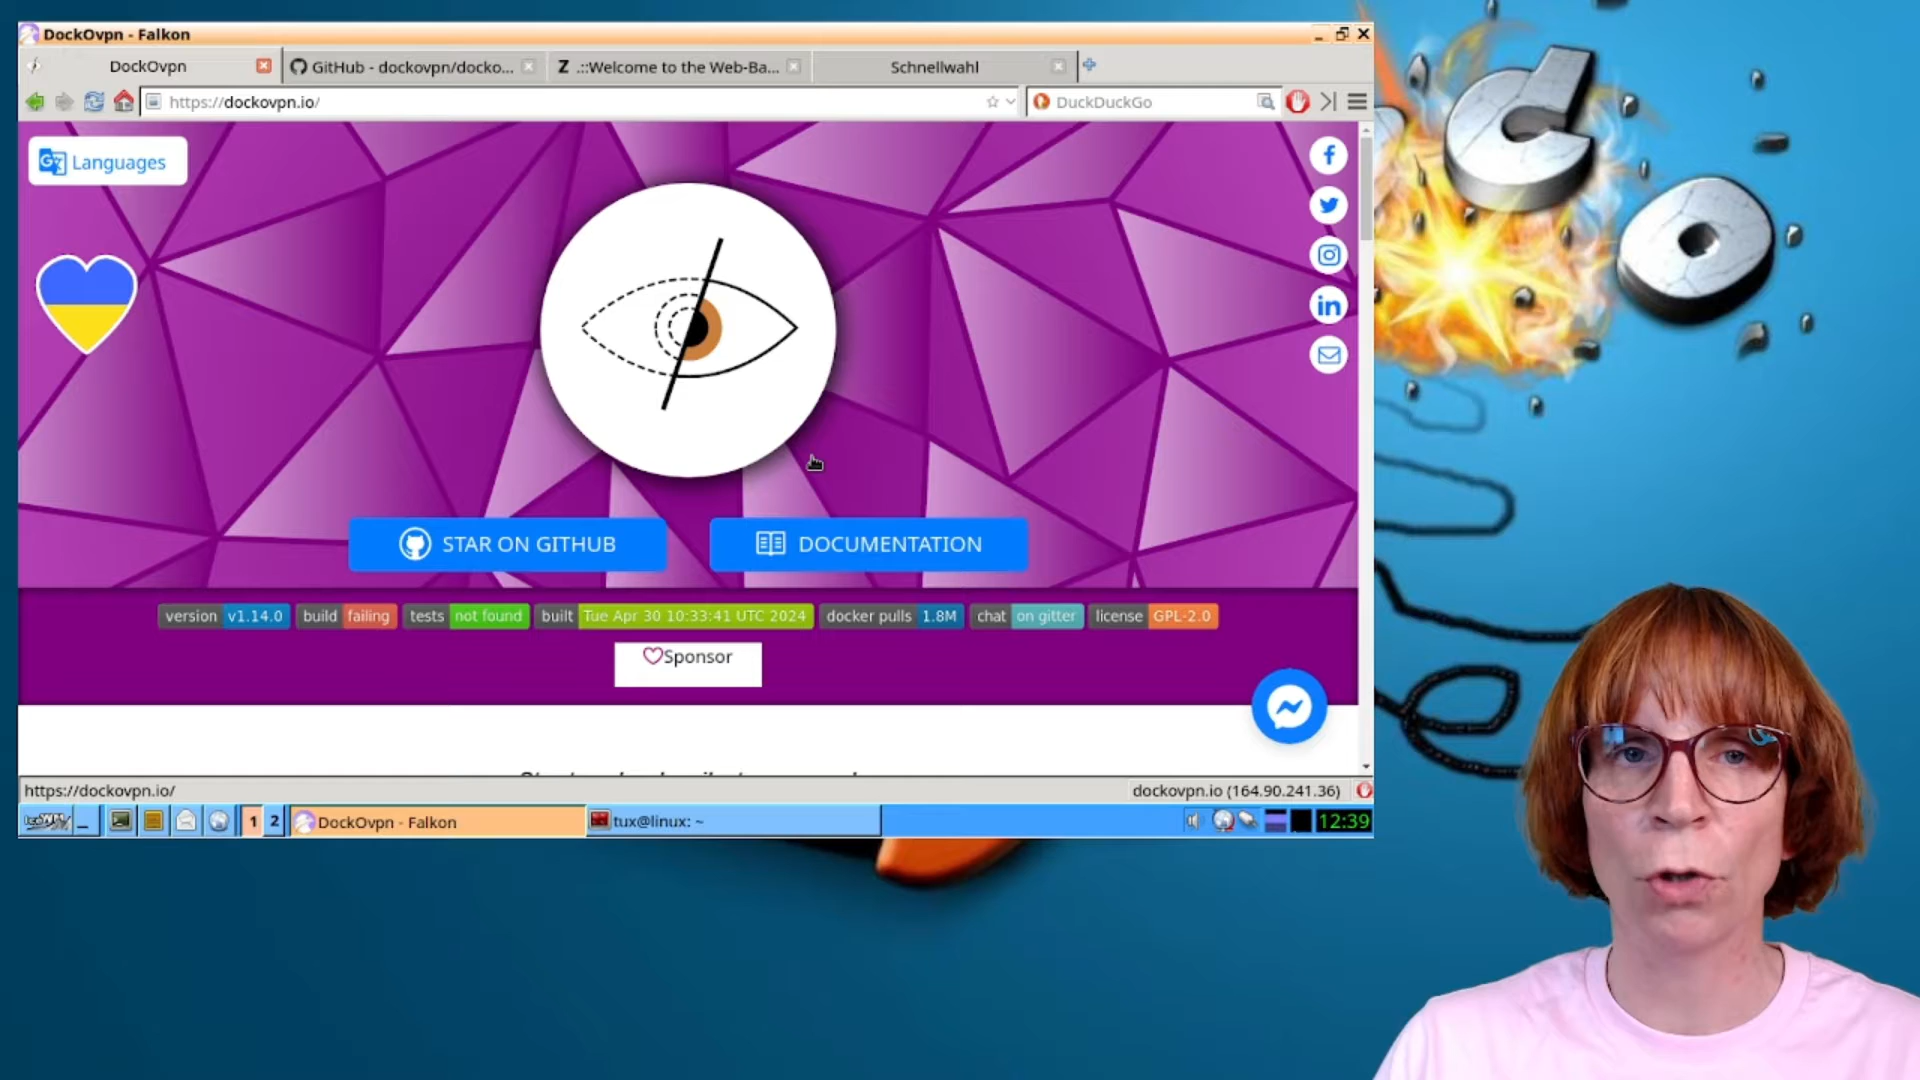 DockOvpn - Falkon
DockOvpn
GitHub - dockovpn/docko...
Z .::Welcome to the Web-Ba...
Schnellwahl
https://dockovpn.io/
DuckDuckGo
Languages
STAR ON GITHUB
DOCUMENTATION
version v1.14.0 build failing tests not found built Tue Apr 30 10:33:41 UTC 2024 docker pulls 1.8M chat on gitter license GPL-2.0
Sponsor
https://dockovpn.io/
dockovpn.io (164.90.241.36)
1 2 DockOvpn - Falkon
tux@linux: ~
12:39